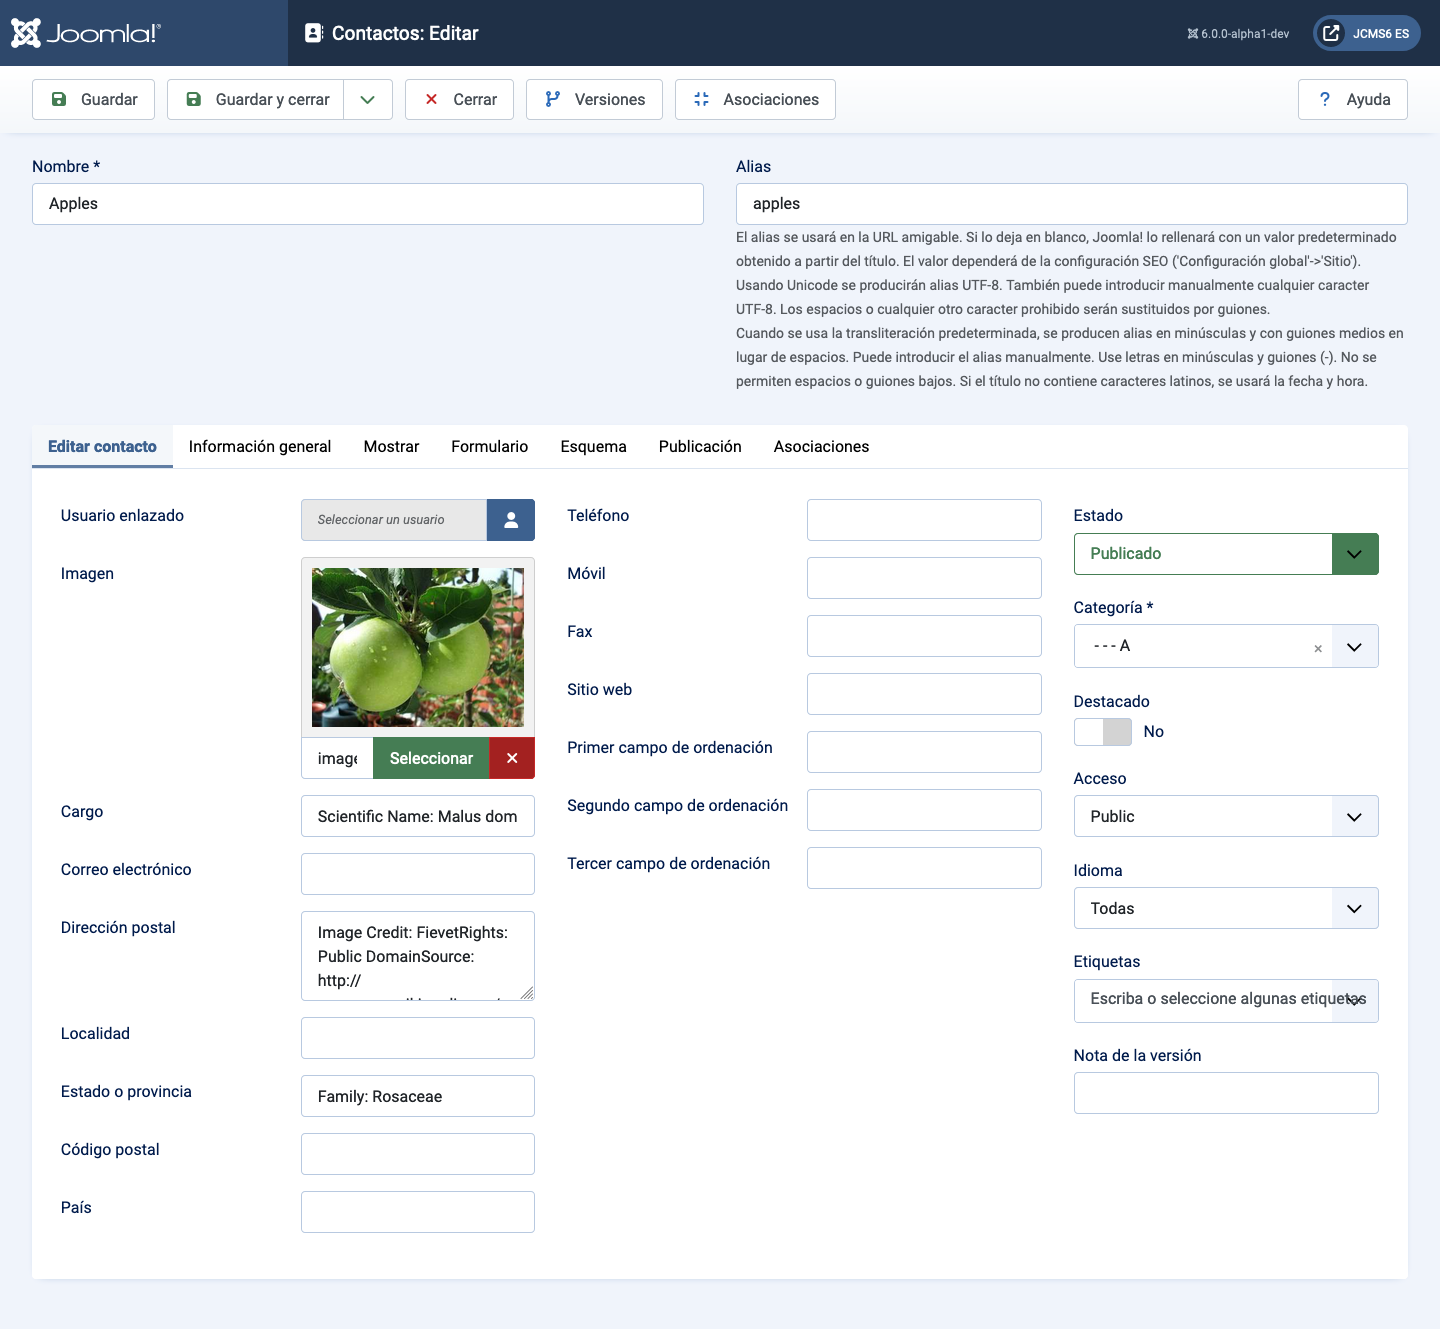 Joomla!®
Contactos: Editar
6.0.0-alpha1-dev
JCMS6 ES
Guardar
Guardar y cerrar
Cerrar
Versiones
Asociaciones
Ayuda
Nombre *
Apples
Alias
apples
El alias se usará en la URL amigable. Si lo deja en blanco, Joomla! lo rellenará con un valor predeterminado
obtenido a partir del título. El valor dependerá de la configuración SEO ('Configuración global'->'Sitio').
Usando Unicode se producirán alias UTF-8. También puede introducir manualmente cualquier caracter
UTF-8. Los espacios o cualquier otro caracter prohibido serán sustituidos por guiones.
Cuando se usa la transliteración predeterminada, se producen alias en minúsculas y con guiones medios en
lugar de espacios. Puede introducir el alias manualmente. Use letras en minúsculas y guiones (-). No se
permiten espacios o guiones bajos. Si el título no contiene caracteres latinos, se usará la fecha y hora.
Editar contacto
Información general
Mostrar
Formulario
Esquema
Publicación
Asociaciones
Usuario enlazado
Seleccionar un usuario
Imagen
image
Seleccionar
Cargo
Scientific Name: Malus dom
Correo electrónico
Dirección postal
Image Credit: FievetRights:
Public DomainSource:
http://
Localidad
Estado o provincia
Family: Rosaceae
Código postal
País
Teléfono
Móvil
Fax
Sitio web
Primer campo de ordenación
Segundo campo de ordenación
Tercer campo de ordenación
Estado
Publicado
Categoría *
- - - A
Destacado
No
Acceso
Public
Idioma
Todas
Etiquetas
Escriba o seleccione algunas etiquetas
Nota de la versión